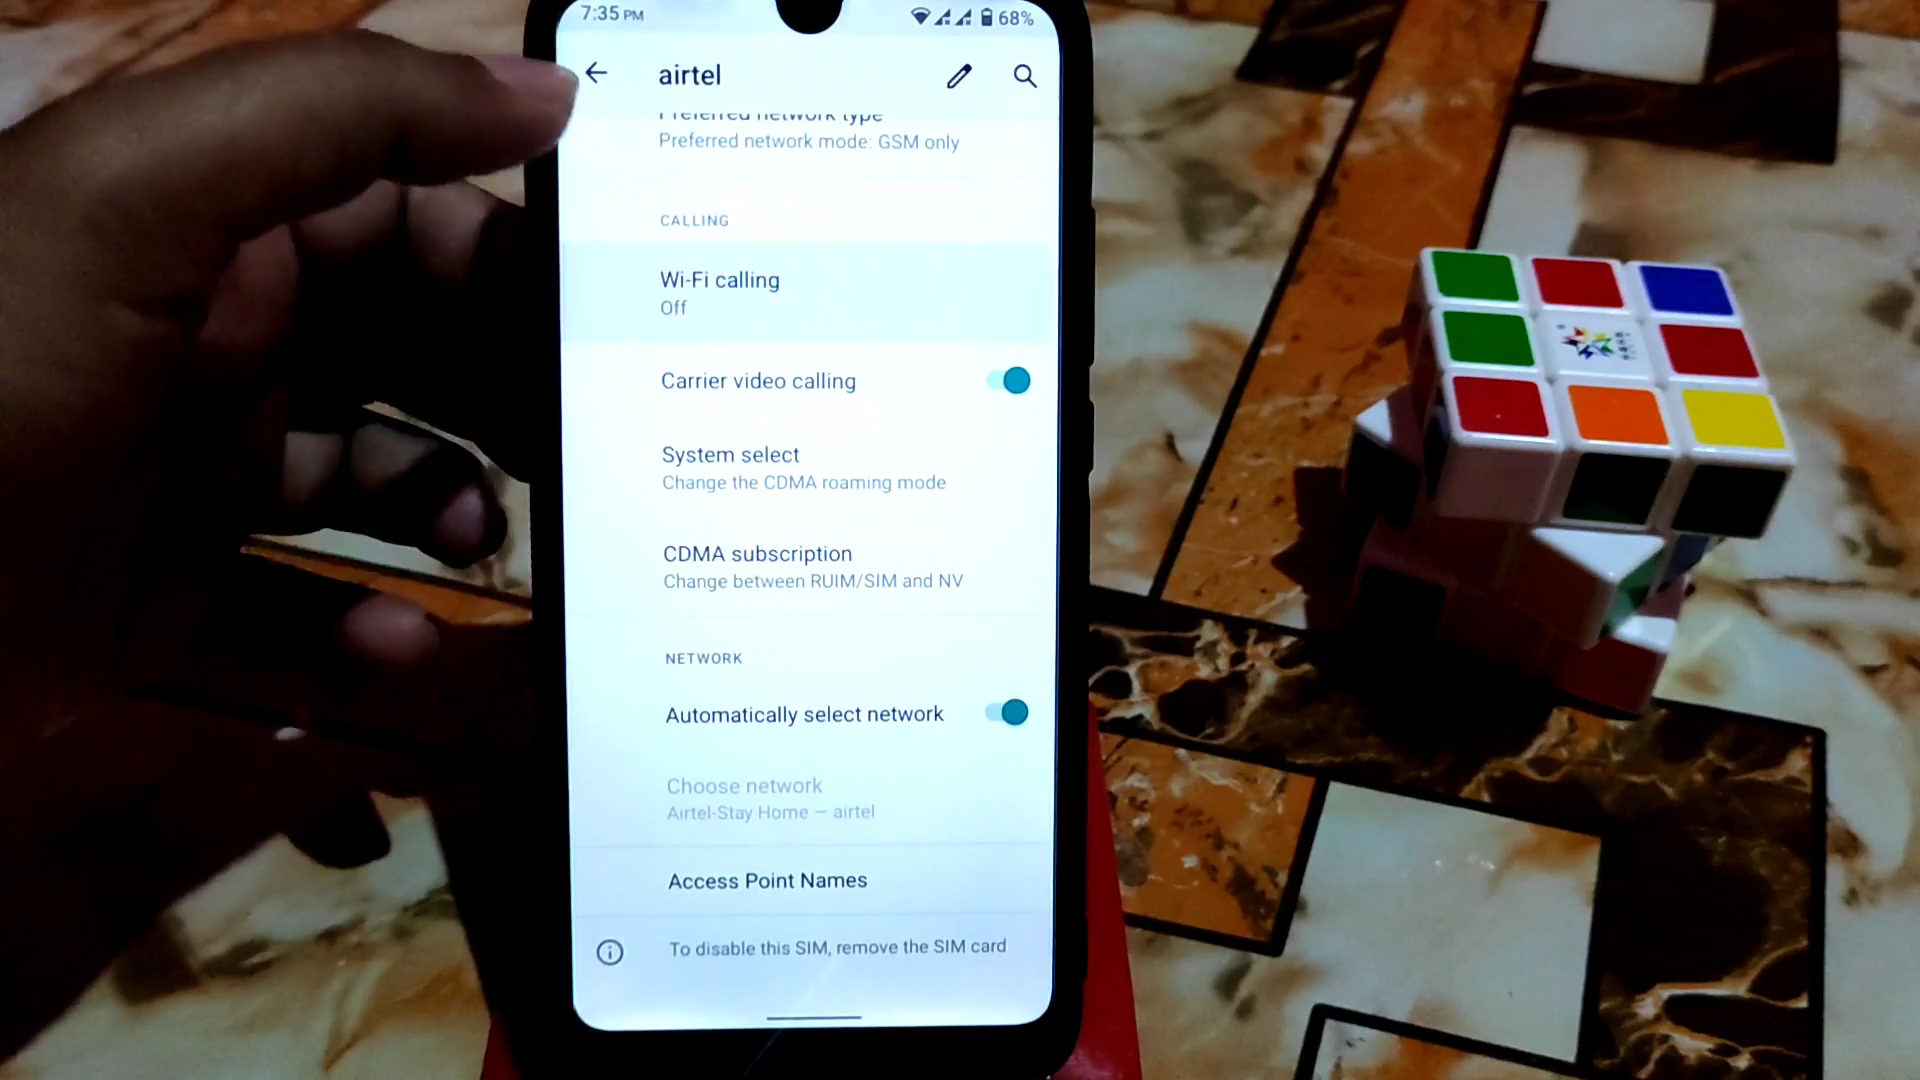 7:35 PM
68%
airtel
Preferred network type
Preferred network mode: GSM only
CALLING
Wi-Fi calling
Off
Carrier video calling
System select
Change the CDMA roaming mode
CDMA subscription
Change between RUIM/SIM and NV
NETWORK
Automatically select network
Choose network
Airtel-Stay Home — airtel
Access Point Names
To disable this SIM, remove the SIM card